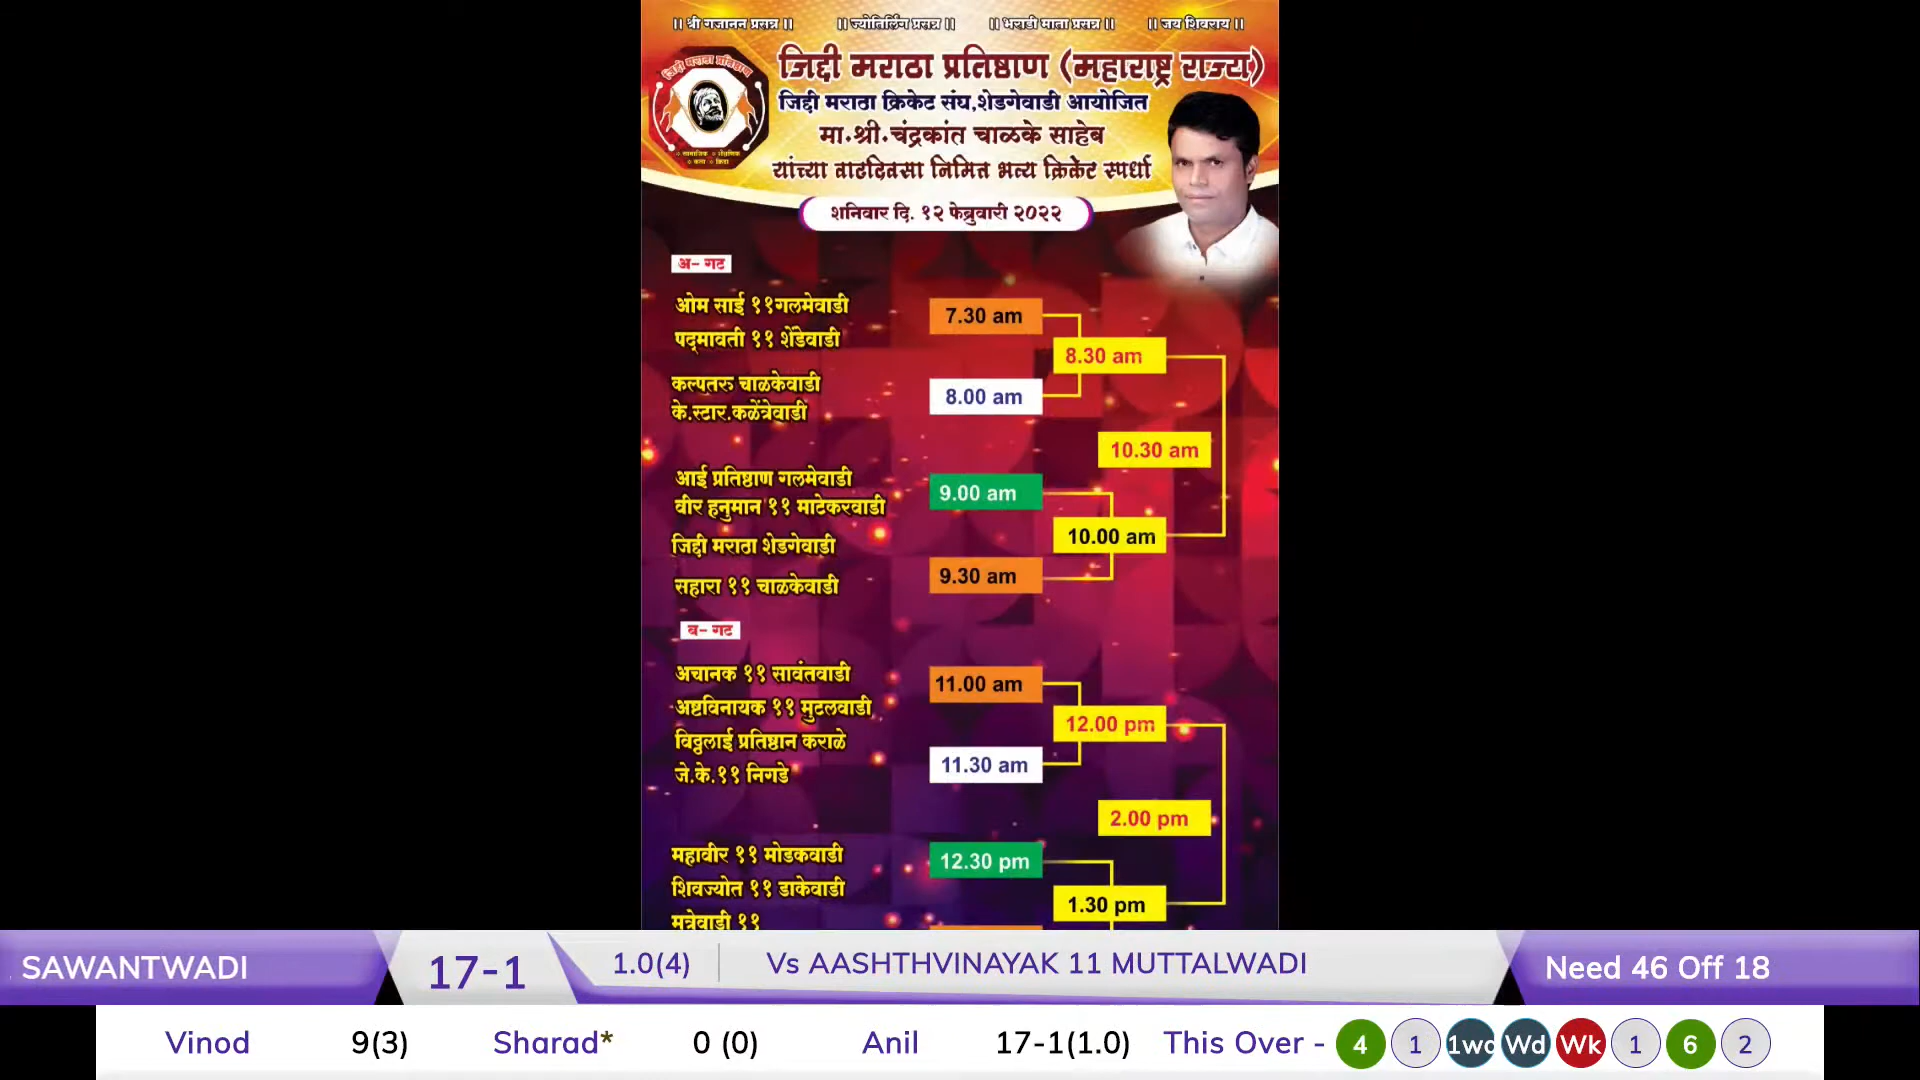 || श्री गजानन प्रसन्न || || ज्योतिर्लिंग प्रसन्न || || भराडी माता प्रसन्न || || जय शिवराय ||
जिद्दी मराठा प्रतिष्ठाण (महाराष्ट्र राज्य)
जिद्दी मराठा प्रतिष्ठाण
जिद्दी मराठा क्रिकेट संघ,शेडगेवाडी आयोजित
मा.श्री.चंद्रकांत चाळके साहेब
यांच्या वाढदिवसा निमित्त भव्य क्रिकेट स्पर्धा
शनिवार दि. १२ फेब्रुवारी २०२२
अ- गट
ओम साई ११गलमेवाडी
7.30 am
पद्मावती ११ शेंडेवाडी
8.30 am
कल्पतरु चाळकेवाडी
8.00 am
के.स्टार.कळेंत्रेवाडी
10.30 am
आई प्रतिष्ठाण गलमेवाडी
9.00 am
वीर हनुमान ११ माटेकरवाडी
10.00 am
जिद्दी मराठा शेडगेवाडी
9.30 am
सहारा ११ चाळकेवाडी
ब- गट
अचानक ११ सावंतवाडी
11.00 am
अष्टविनायक ११ मुटलवाडी
12.00 pm
विठ्ठलाई प्रतिष्ठान कराळे
11.30 am
जे.के.११ निगडे
2.00 pm
महावीर ११ मोडकवाडी
12.30 pm
शिवज्योत ११ डाकेवाडी
1.30 pm
मत्रेवाडी ११
SAWANTWADI 17-1 1.0(4) Vs AASHTHVINAYAK 11 MUTTALWADI Need 46 Off 18
Vinod 9(3) Sharad* 0 (0) Anil 17-1(1.0) This Over - 4 1 1wd Wd Wk 1 6 2